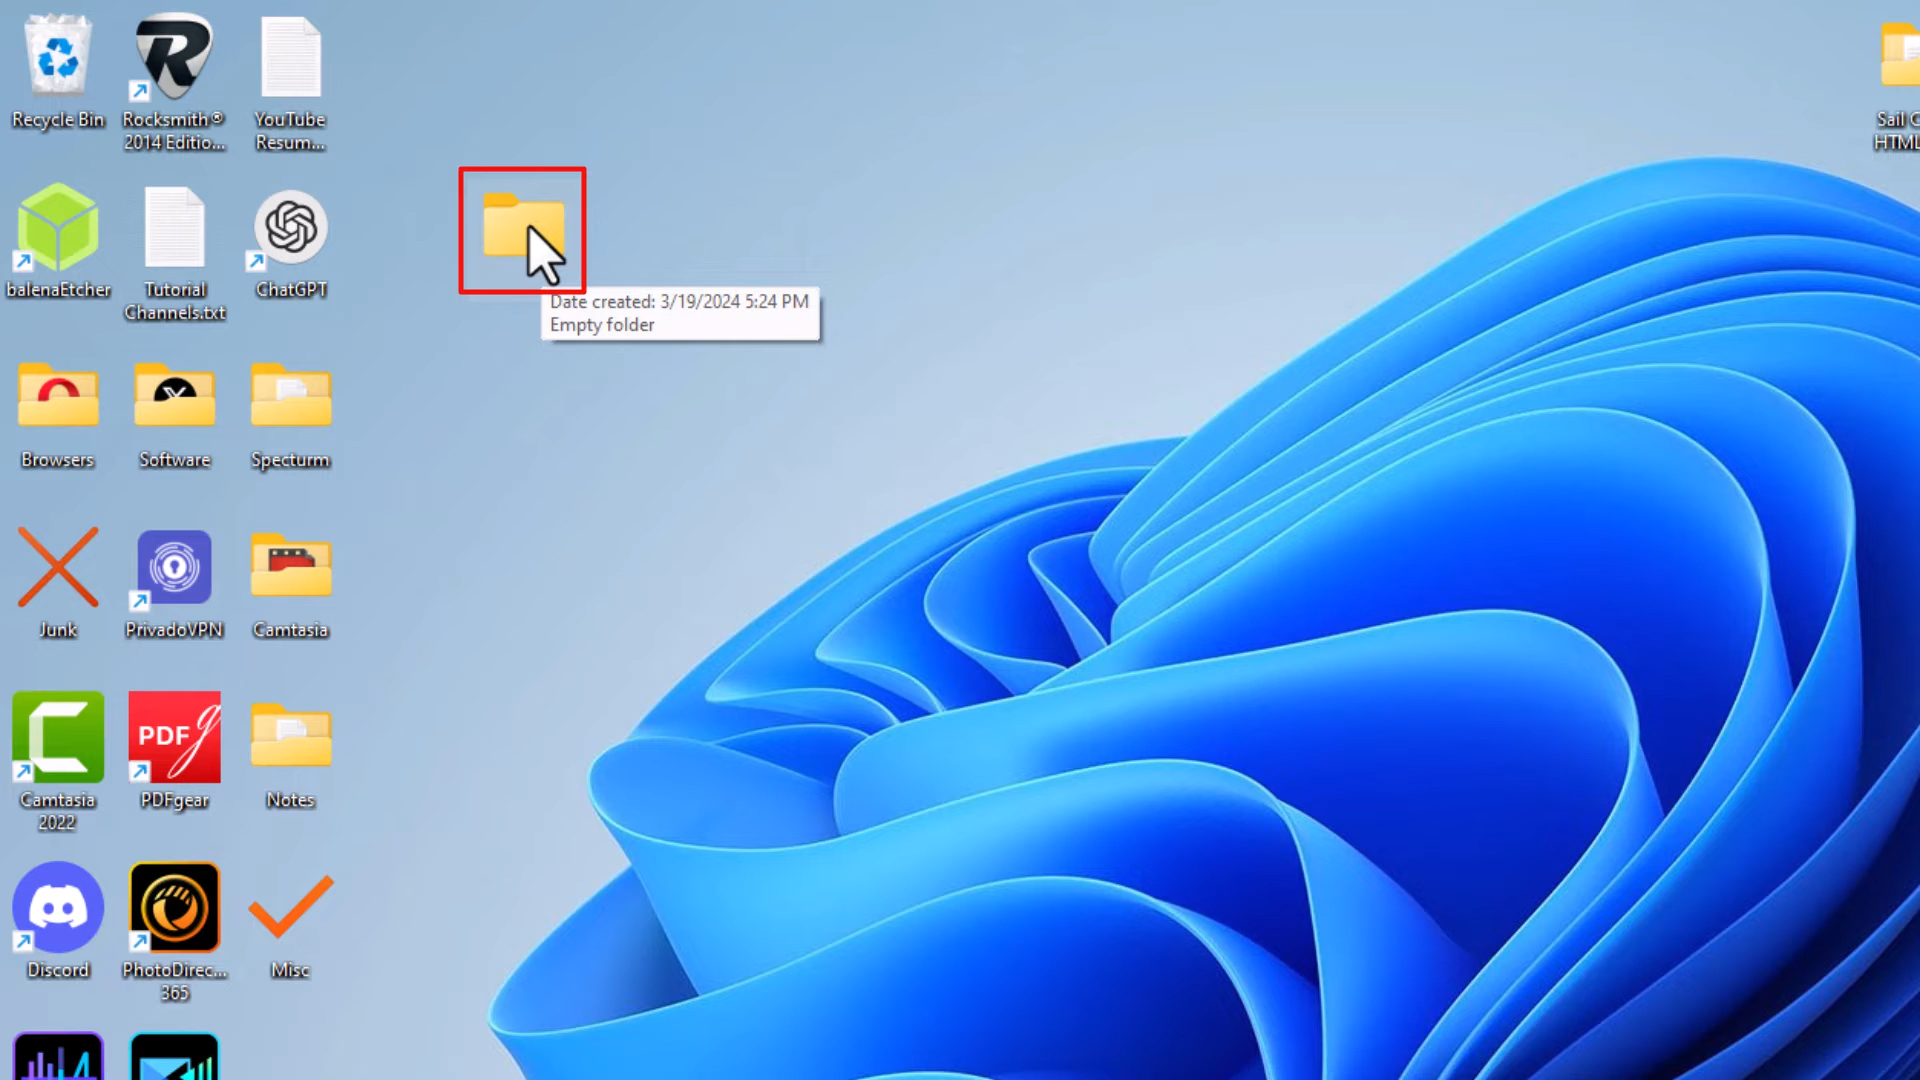 Recycle Bin
Rocksmith®
2014 Editio...
YouTube
Resum...
Sail C
HTML
balenaEtcher
Tutorial
Channels.txt
ChatGPT
Date created: 3/19/2024 5:24 PM
Empty folder
Browsers
Software
Specturm
Junk
PrivadoVPN
Camtasia
PDF
Camtasia
2022
PDFgear
Notes
Discord
PhotoDirec...
365
Misc